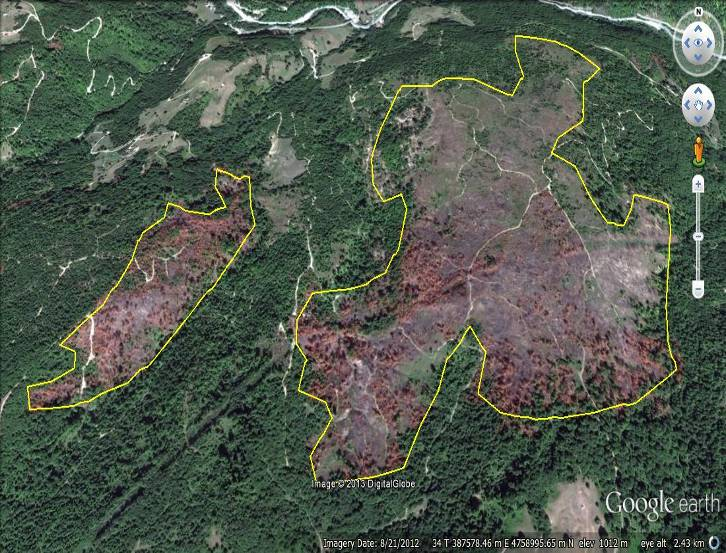 N
Image © 2013 DigitalGlobe
Google earth
Imagery Date: 8/21/2012 34 T 387578.46 m E 4758995.65 m N elev 1012 m eye alt 2.43 km